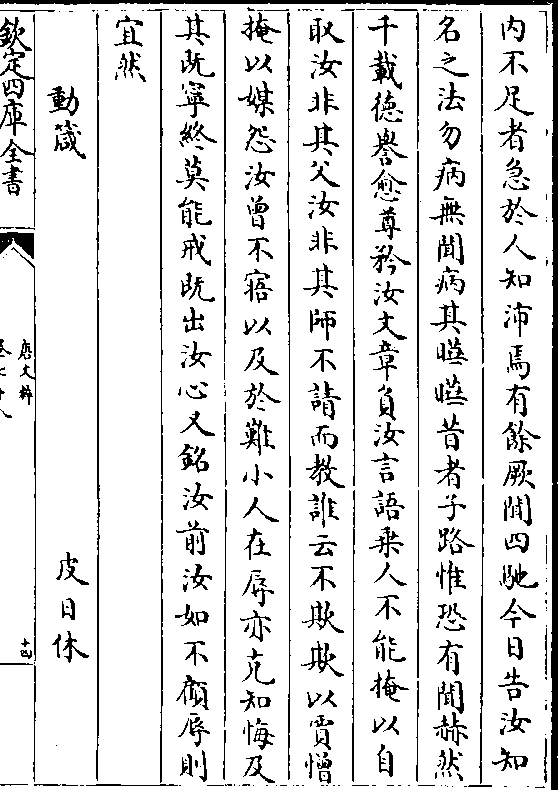 内不足者急於人知沛焉有餘厥聞四馳今日告汝知
名之法勿病無聞病其曄曄昔者子路惟恐有聞赫然
千載德譽愈尊矜汝文章負汝言語乗人不能掩以自
取汝非其父汝非其師不請而教誰云不欺欺以賈憎
掩以媒怨汝曽不寤以及於難小人在辱亦克知悔及
其既寧終莫能戒既出汝心又銘汝前汝如不顧辱則
宜然
動箴
皮日休
欽定四庫全書
唐文粹
十四